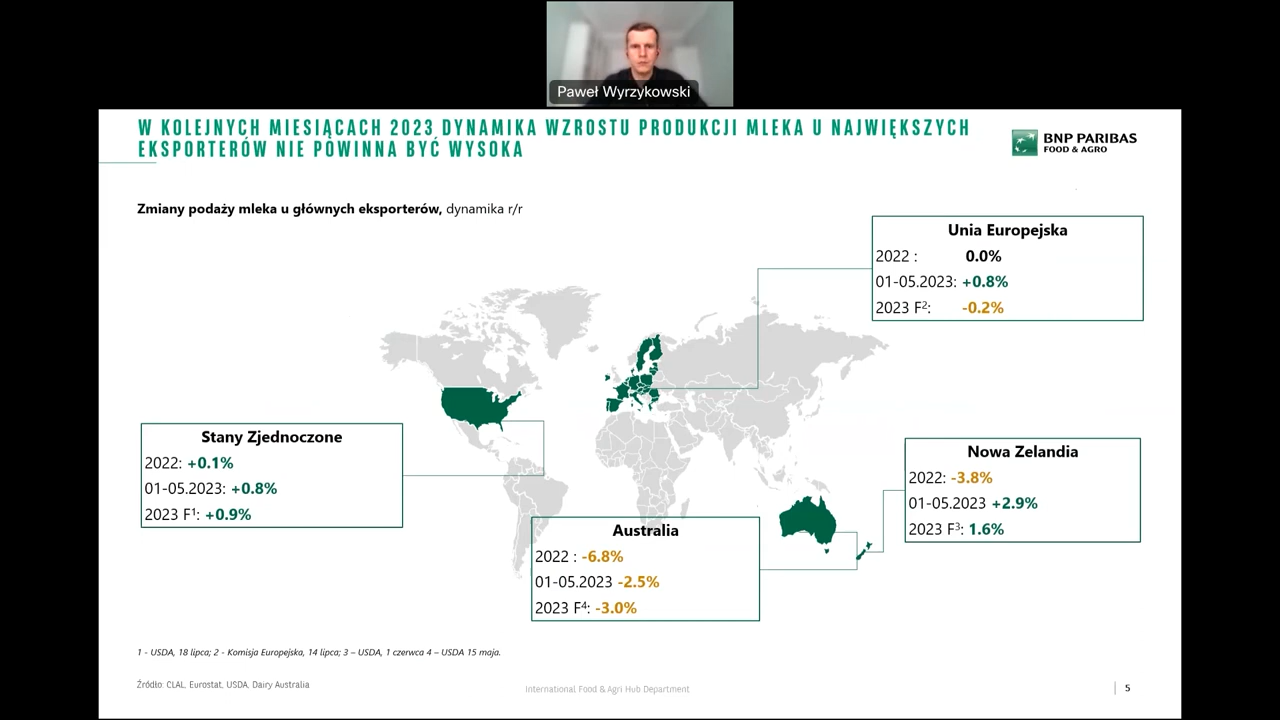 Paweł Wyrzykowski
W KOLEJNYCH MIESIĄCACH 2023 DYNAMIKA WZROSTU PRODUKCJI MLEKA U NAJWIĘKSZYCH
EKSPORTERÓW NIE POWINNA BYĆ WYSOKA
BNP PARIBAS
FOOD & AGRO
Zmiany podaży mleka u głównych eksporterów, dynamika r/r
Unia Europejska
2022 : 0.0%
01-05.2023: +0.8%
2023 F²: -0.2%
Stany Zjednoczone
2022: +0.1%
01-05.2023: +0.8%
2023 F¹: +0.9%
Nowa Zelandia
2022: -3.8%
01-05.2023 +2.9%
2023 F³: 1.6%
Australia
2022 : -6.8%
01-05.2023 -2.5%
2023 F⁴: -3.0%
1 - USDA, 18 lipca; 2 - Komisja Europejska, 14 lipca; 3 – USDA, 1 czerwca 4 – USDA 15 maja.
Źródło: CLAL, Eurostat, USDA, Dairy Australia
International Food & Agri Hub Department
5